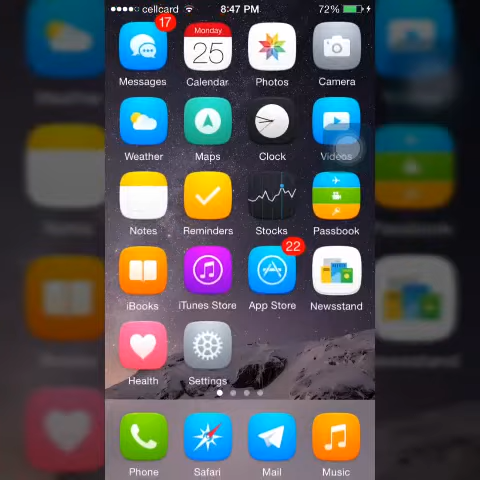 cellcard 8:47 PM 72%
17
Monday
25
Messages Calendar Photos Camera
Weather Maps Clock Videos
Notes Reminders Stocks Passbook
22
iBooks iTunes Store App Store Newsstand
Health Settings
Phone Safari Mail Music